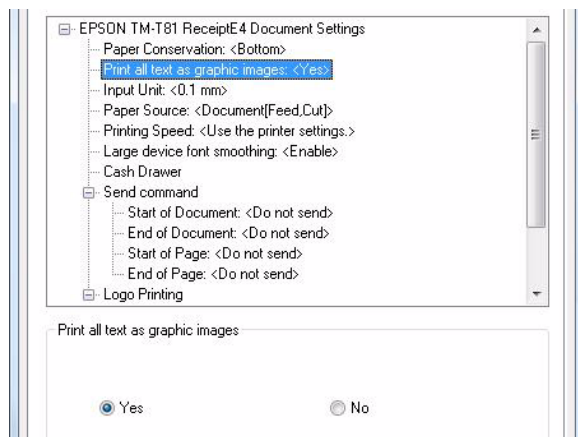 EPSON TM-T81 ReceiptE4 Document Settings
Paper Conservation: <Bottom>
Print all text as graphic images: <Yes>
Input Unit: <0.1 mm>
Paper Source: <Document[Feed,Cut]>
Printing Speed: <Use the printer settings.>
Large device font smoothing: <Enable>
Cash Drawer
Send command
Start of Document: <Do not send>
End of Document: <Do not send>
Start of Page: <Do not send>
End of Page: <Do not send>
Logo Printing
Print all text as graphic images
Yes No